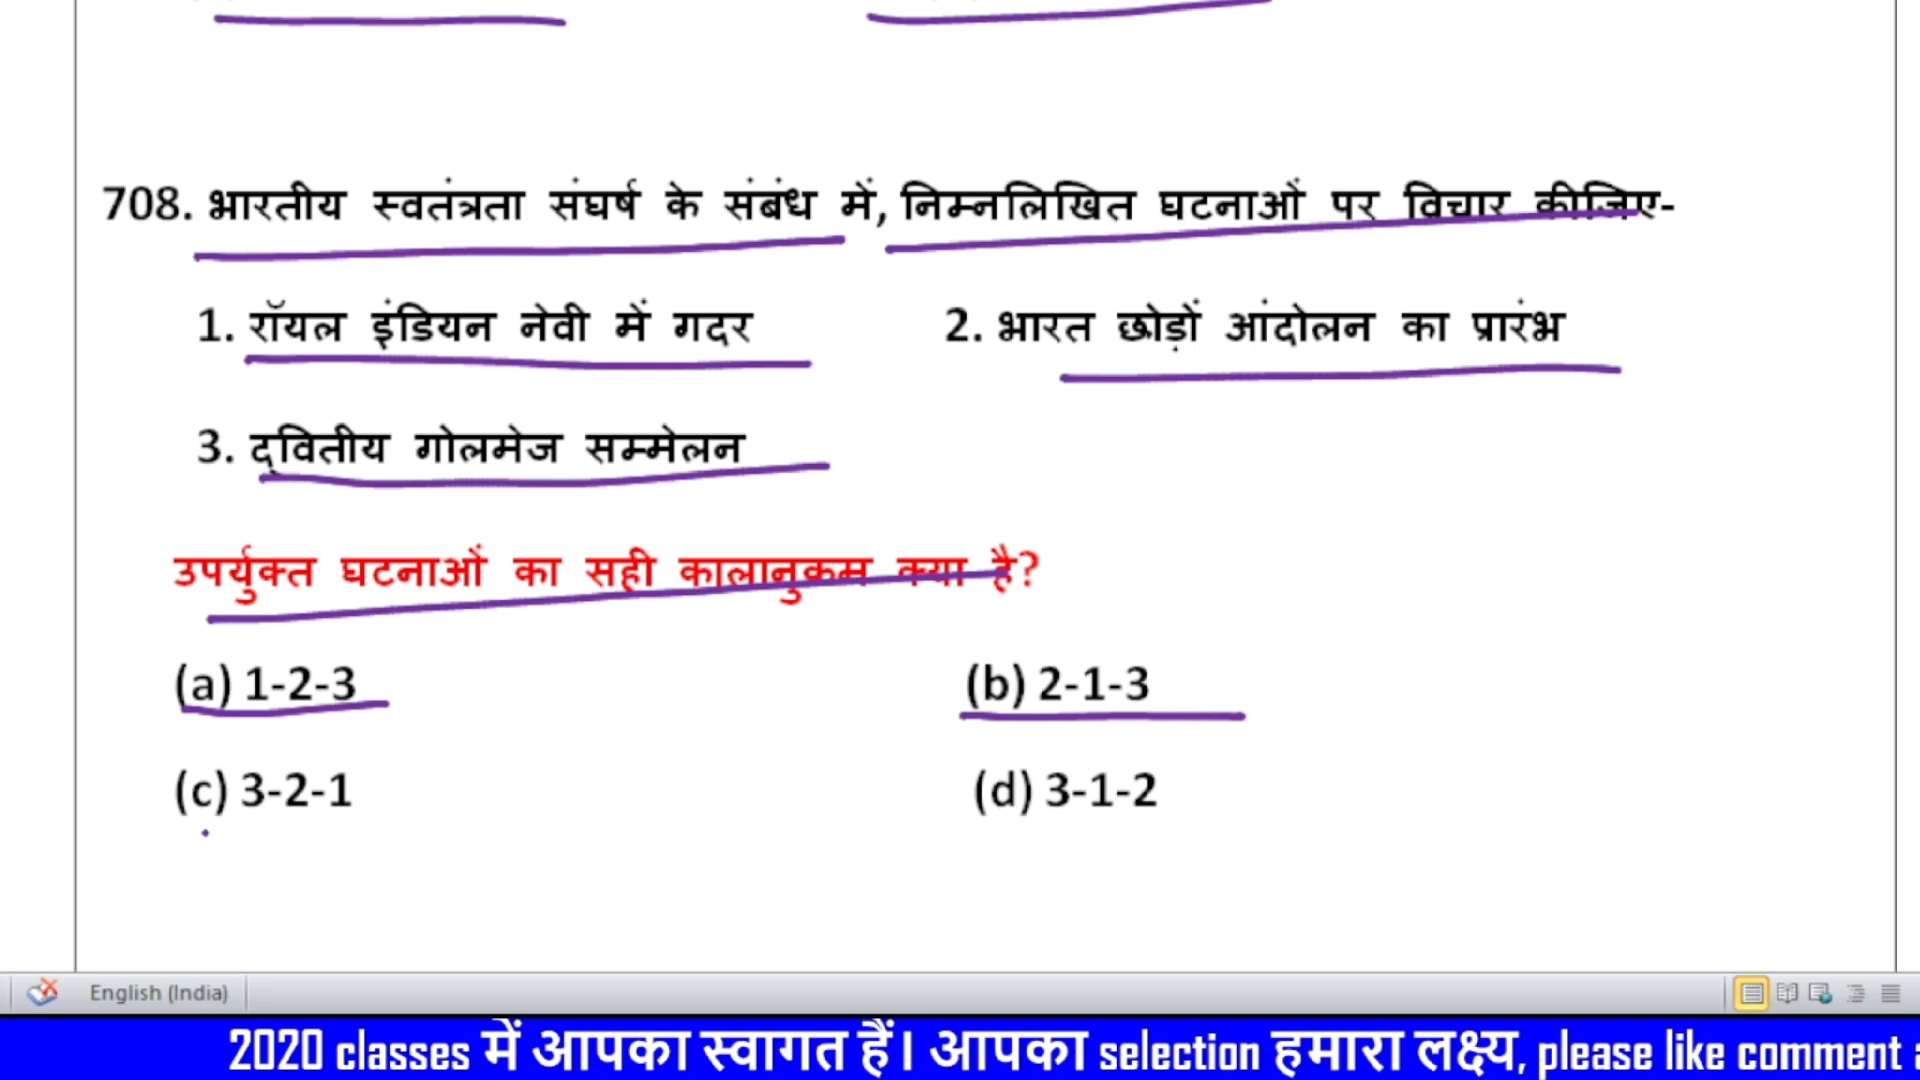 708. भारतीय स्वतंत्रता संघर्ष के संबंध में, निम्नलिखित घटनाओं पर विचार कीजिए-
1. रॉयल इंडियन नेवी में गदर 2. भारत छोड़ों आंदोलन का प्रारंभ
3. द्वितीय गोलमेज सम्मेलन
उपर्युक्त घटनाओं का सही कालानुक्रम क्या है?
(a) 1-2-3 (b) 2-1-3
(c) 3-2-1 (d) 3-1-2
English (India)
2020 classes में आपका स्वागत हैं। आपका selection हमारा लक्ष्य, please like comment